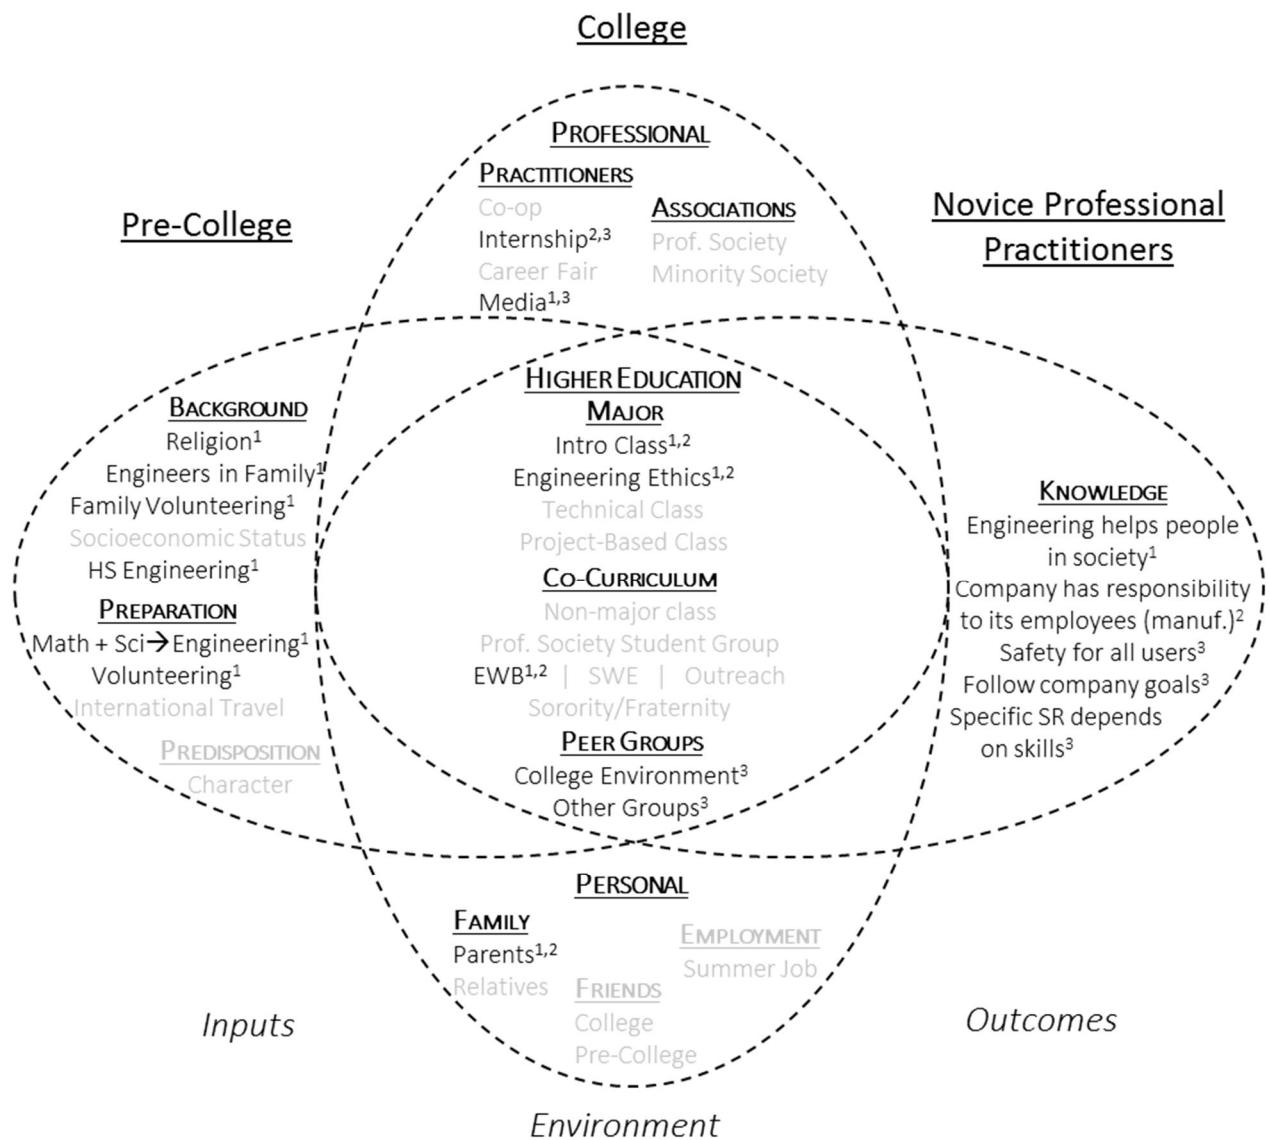 College
PROFESSIONAL
PRACTITIONERS
Co-op
Internship2,3
Career Fair
Media1,3
ASSOCIATIONS
Prof. Society
Minority Society
Pre-College
Novice Professional
Practitioners
BACKGROUND
Religion1
Engineers in Family1
Family Volunteering1
Socioeconomic Status
HS Engineering1
PREPARATION
Math + Sci→Engineering1
Volunteering1
International Travel
PREDISPOSITION
Character
HIGHER EDUCATION
MAJOR
Intro Class1,2
Engineering Ethics1,2
Technical Class
Project-Based Class
CO-CURRICULUM
Non-major class
Prof. Society Student Group
EWB1,2 | SWE | Outreach
Sorority/Fraternity
PEER GROUPS
College Environment3
Other Groups3
KNOWLEDGE
Engineering helps people
in society1
Company has responsibility
to its employees (manuf.)2
Safety for all users3
Follow company goals3
Specific SR depends
on skills3
PERSONAL
FAMILY
Parents1,2
Relatives
FRIENDS
College
Pre-College
EMPLOYMENT
Summer Job
Inputs
Outcomes
Environment